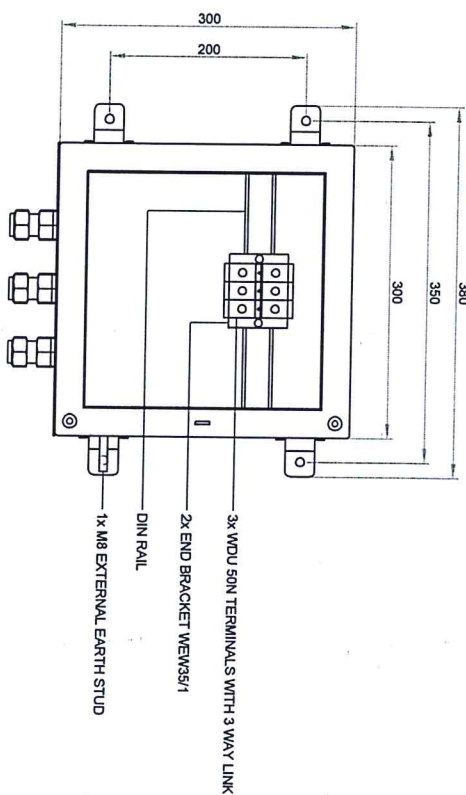 300
200
300
350
380
3x WDU 50N TERMINALS WITH 3 WAY LINK
2x END BRACKET WEW35/1
DIN RAIL
1x M8 EXTERNAL EARTH STUD